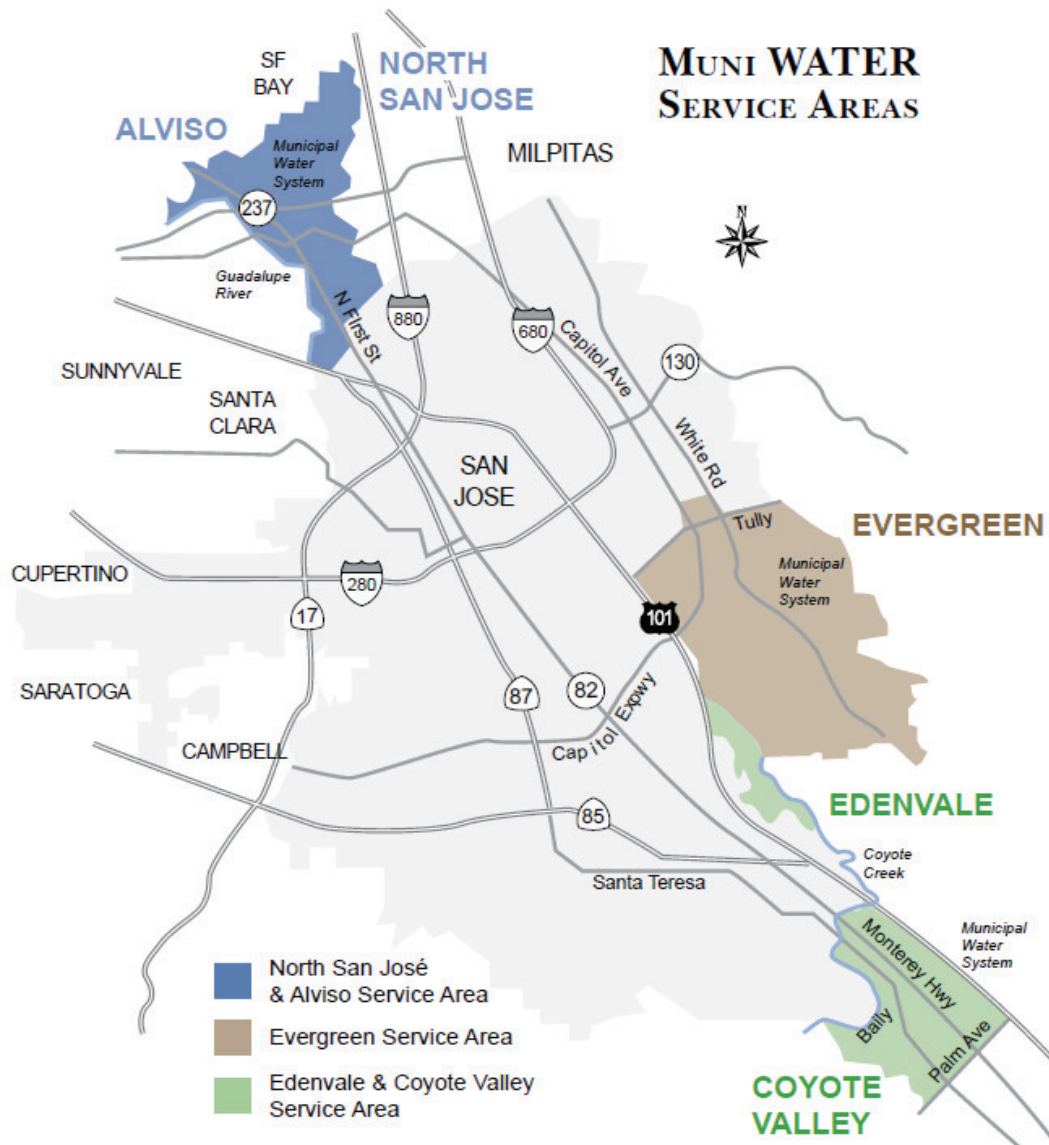 MUNI WATER
SERVICE AREAS
SF
BAY
NORTH
SAN JOSE
ALVISO
Municipal
Water
System
MILPITAS
N
237
Guadalupe
River
N FIrst St
880
680
Capitol Ave
130
SUNNYVALE
SANTA
CLARA
White Rd
SAN
JOSE
Tully
EVERGREEN
Municipal
Water
System
CUPERTINO
280
17
101
SARATOGA
87
82
Capitol Expwy
CAMPBELL
EDENVALE
85
Coyote
Creek
Santa Teresa
Municipal
Water
System
Monterey Hwy
Baily
Palm Ave
COYOTE
VALLEY
North San José
& Alviso Service Area
Evergreen Service Area
Edenvale & Coyote Valley
Service Area